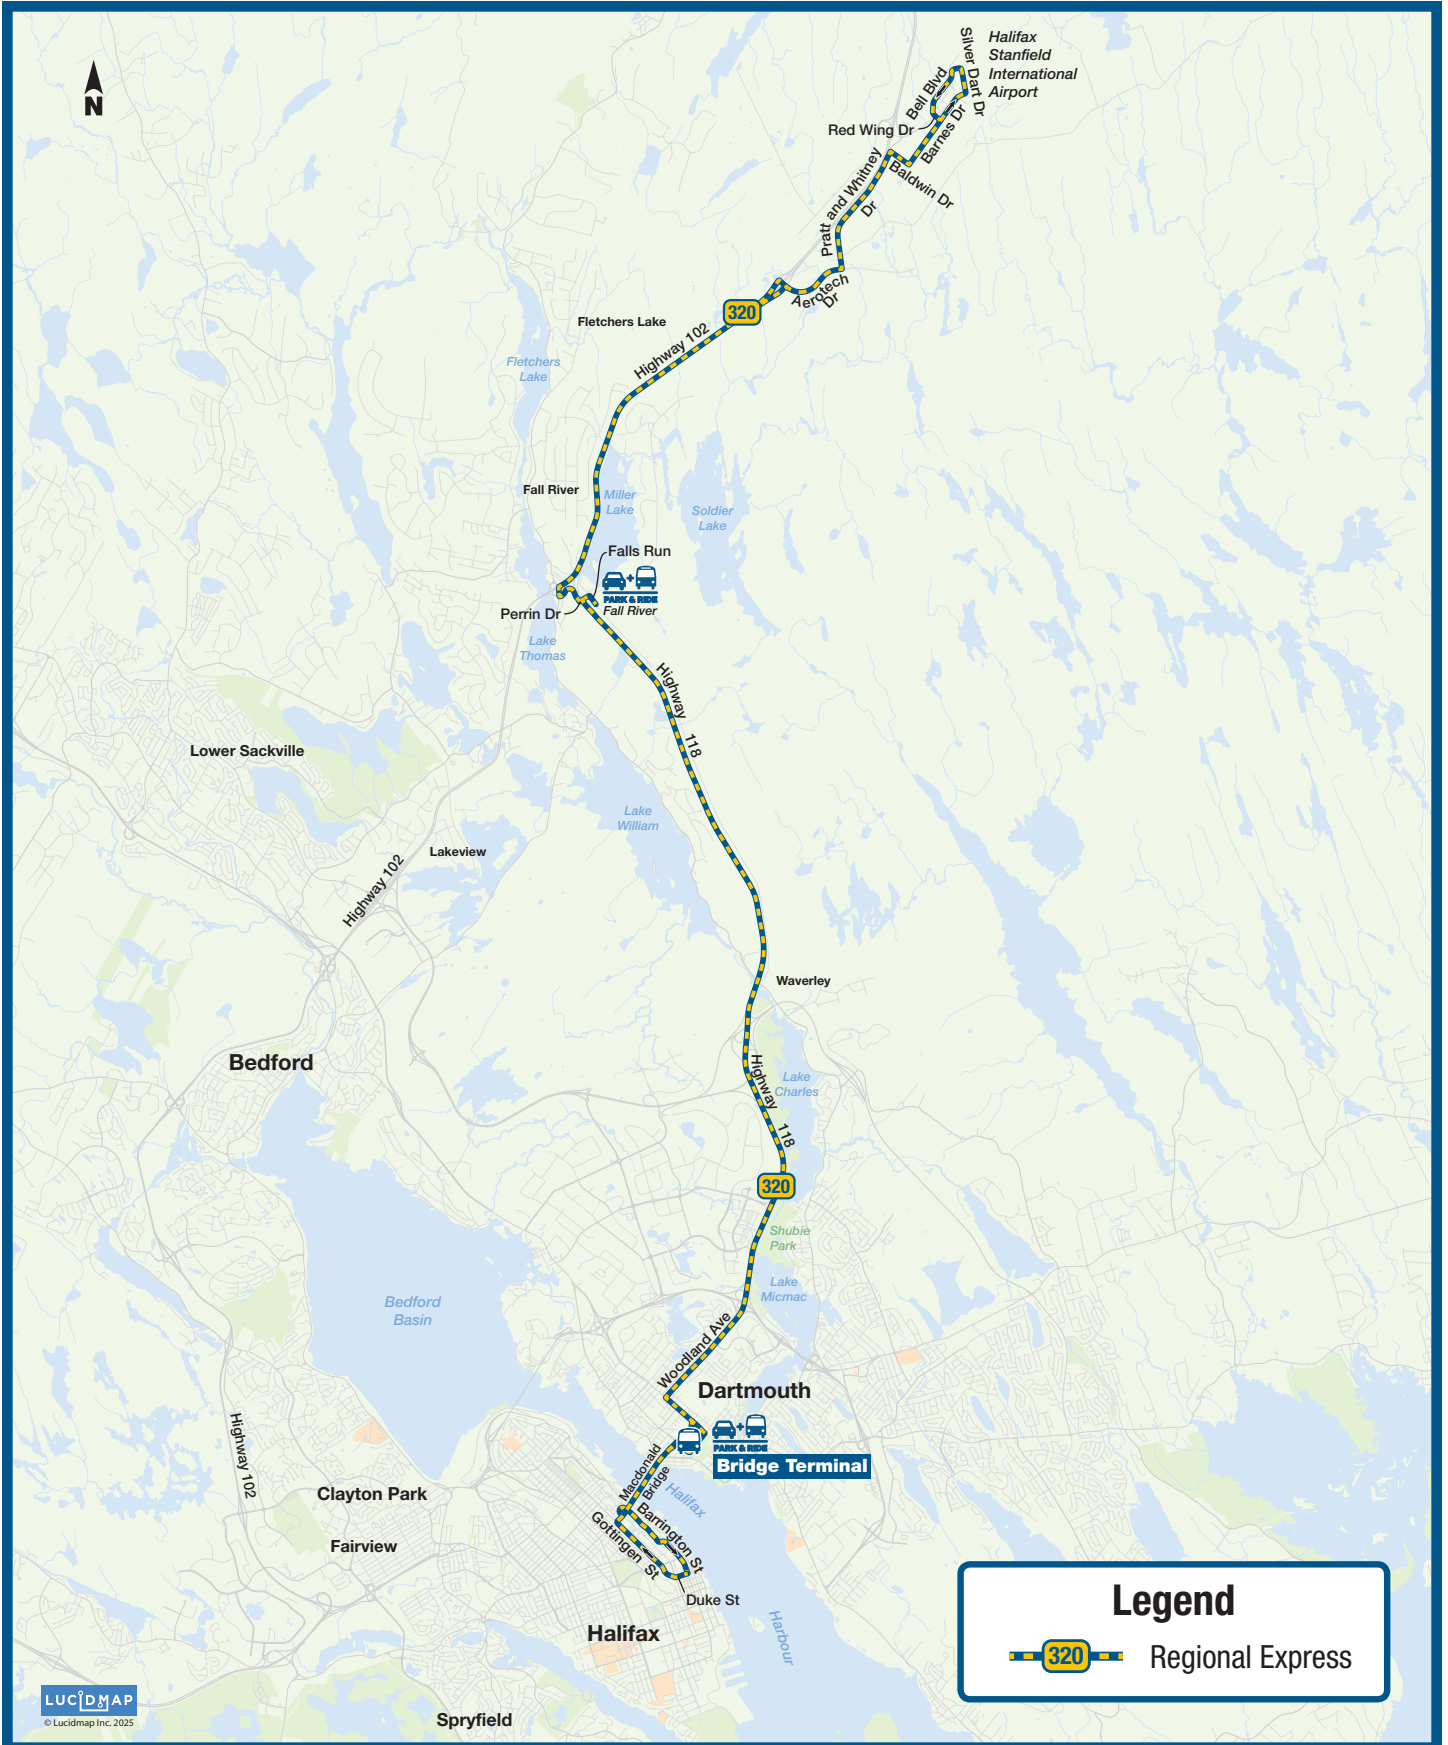 N
Halifax
Stanfield
International
Airport
Silver Dart Dr
Bell Blvd
Red Wing Dr
Barnes Dr
Baldwin Dr
Pratt and Whitney
Dr
Aerotech
Dr
320
Fletchers Lake
Highway 102
Fletchers
Lake
Fall River
Miller
Lake
Soldier
Lake
Falls Run
PARK & RIDE
Fall River
Perrin Dr
Lake
Thomas
Highway 118
Lower Sackville
Lake
William
Lakeview
Highway 102
Waverley
Bedford
Highway 118
Lake
Charles
320
Shubie
Park
Lake
Micmac
Bedford
Basin
Woodland Ave
Dartmouth
PARK & RIDE
Bridge Terminal
Highway 102
Macdonald
Bridge
Halifax
Harbour
Clayton Park
Barrington St
Gottingen St
Fairview
Duke St
Halifax
Spryfield
Legend
320 Regional Express
LUCIDMAP
© Lucidmap Inc. 2025